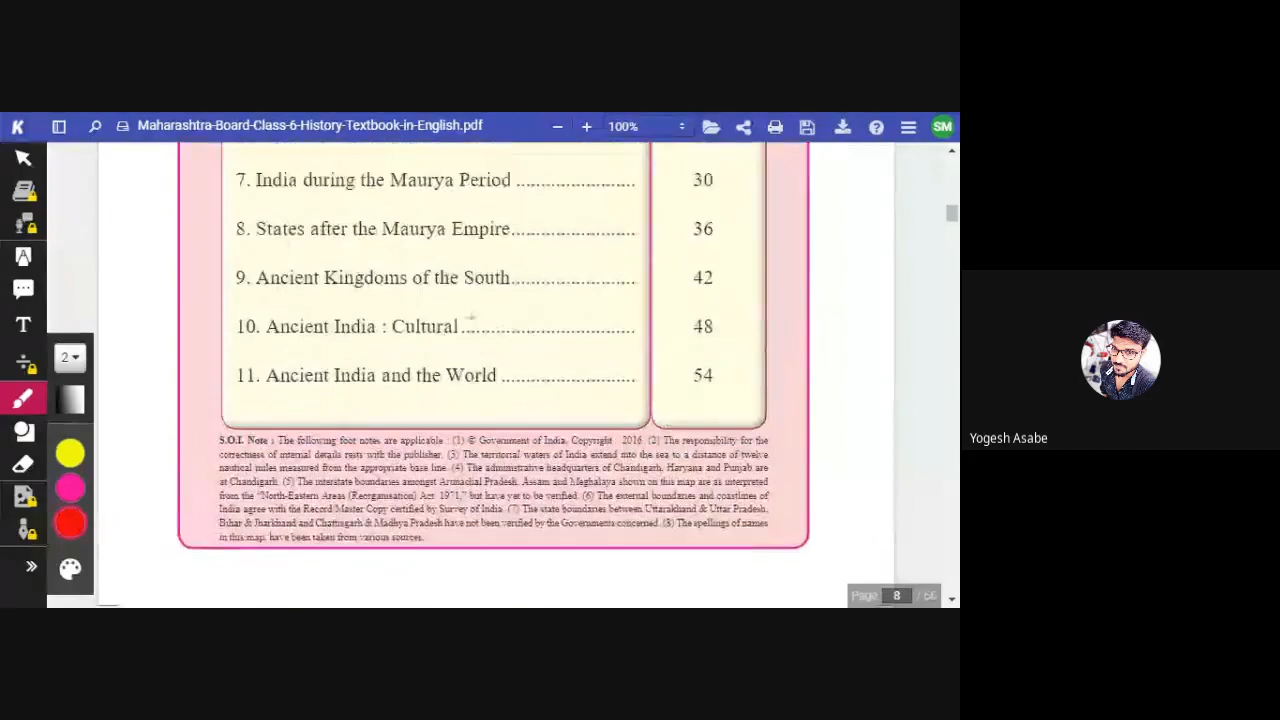 K
Maharashtra-Board-Class-6-History-Textbook-in-English.pdf
100%
SM
7. India during the Maurya Period ........................ 30
8. States after the Maurya Empire......................... 36
9. Ancient Kingdoms of the South......................... 42
10. Ancient India : Cultural ................................... 48
11. Ancient India and the World ........................... 54
S.O.I. Note : The following foot notes are applicable : (1) © Government of India, Copyright : 2016. (2) The responsibility for the
correctness of internal details rests with the publisher. (3) The territorial waters of India extend into the sea to a distance of twelve
nautical miles measured from the appropriate base line. (4) The administrative headquarters of Chandigarh, Haryana and Punjab are
at Chandigarh. (5) The interstate boundaries amongst Arunachal Pradesh, Assam and Meghalaya shown on this map are as interpreted
from the "North-Eastern Areas (Reorganisation) Act 1971," but have yet to be verified. (6) The external boundaries and coastlines of
India agree with the Record Master Copy certified by Survey of India. (7) The state boundaries between Uttarakhand & Uttar Pradesh,
Bihar & Jharkhand and Chattisgarh & Madhya Pradesh have not been verified by the Governments concerned. (8) The spellings of names
in this map, have been taken from various sources.
2
T
A
Page 8 /
Yogesh Asabe